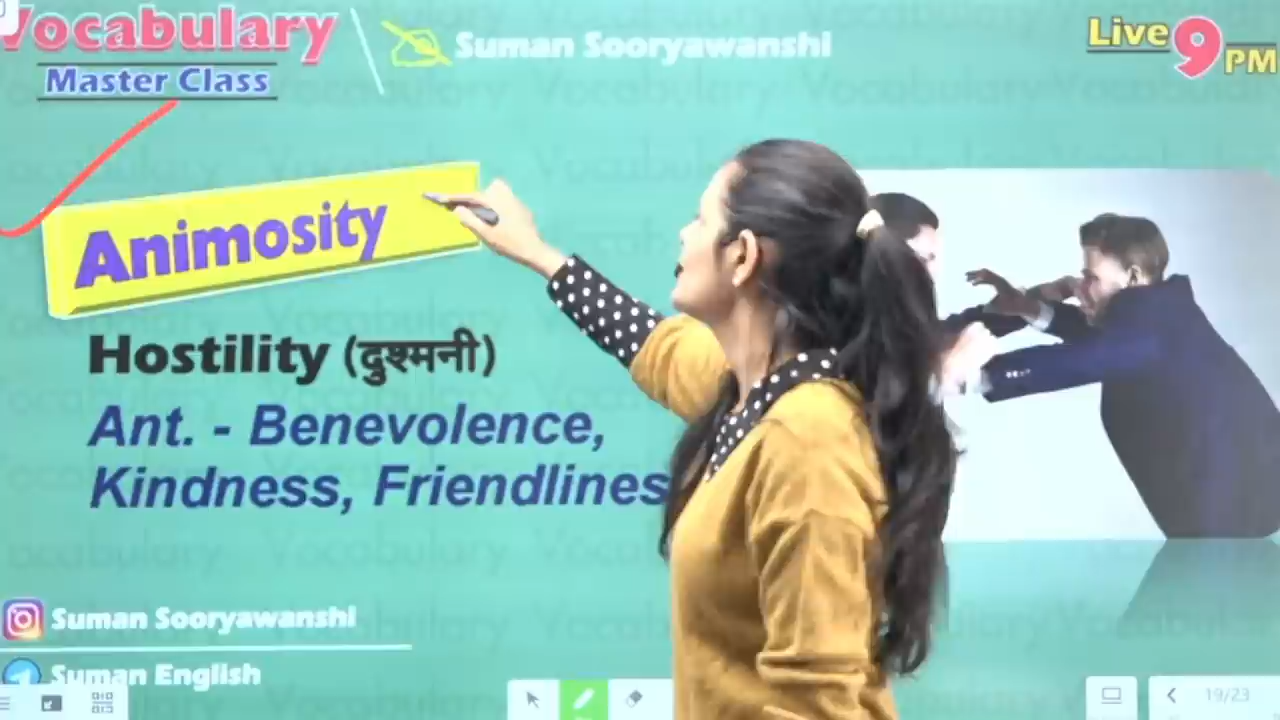 Vocabulary
Master Class
Suman Sooryawanshi
Live 9 PM
Animosity
Hostility (दुश्मनी)
Ant. - Benevolence,
Kindness, Friendlines
Suman Sooryawanshi
Suman English
19/23